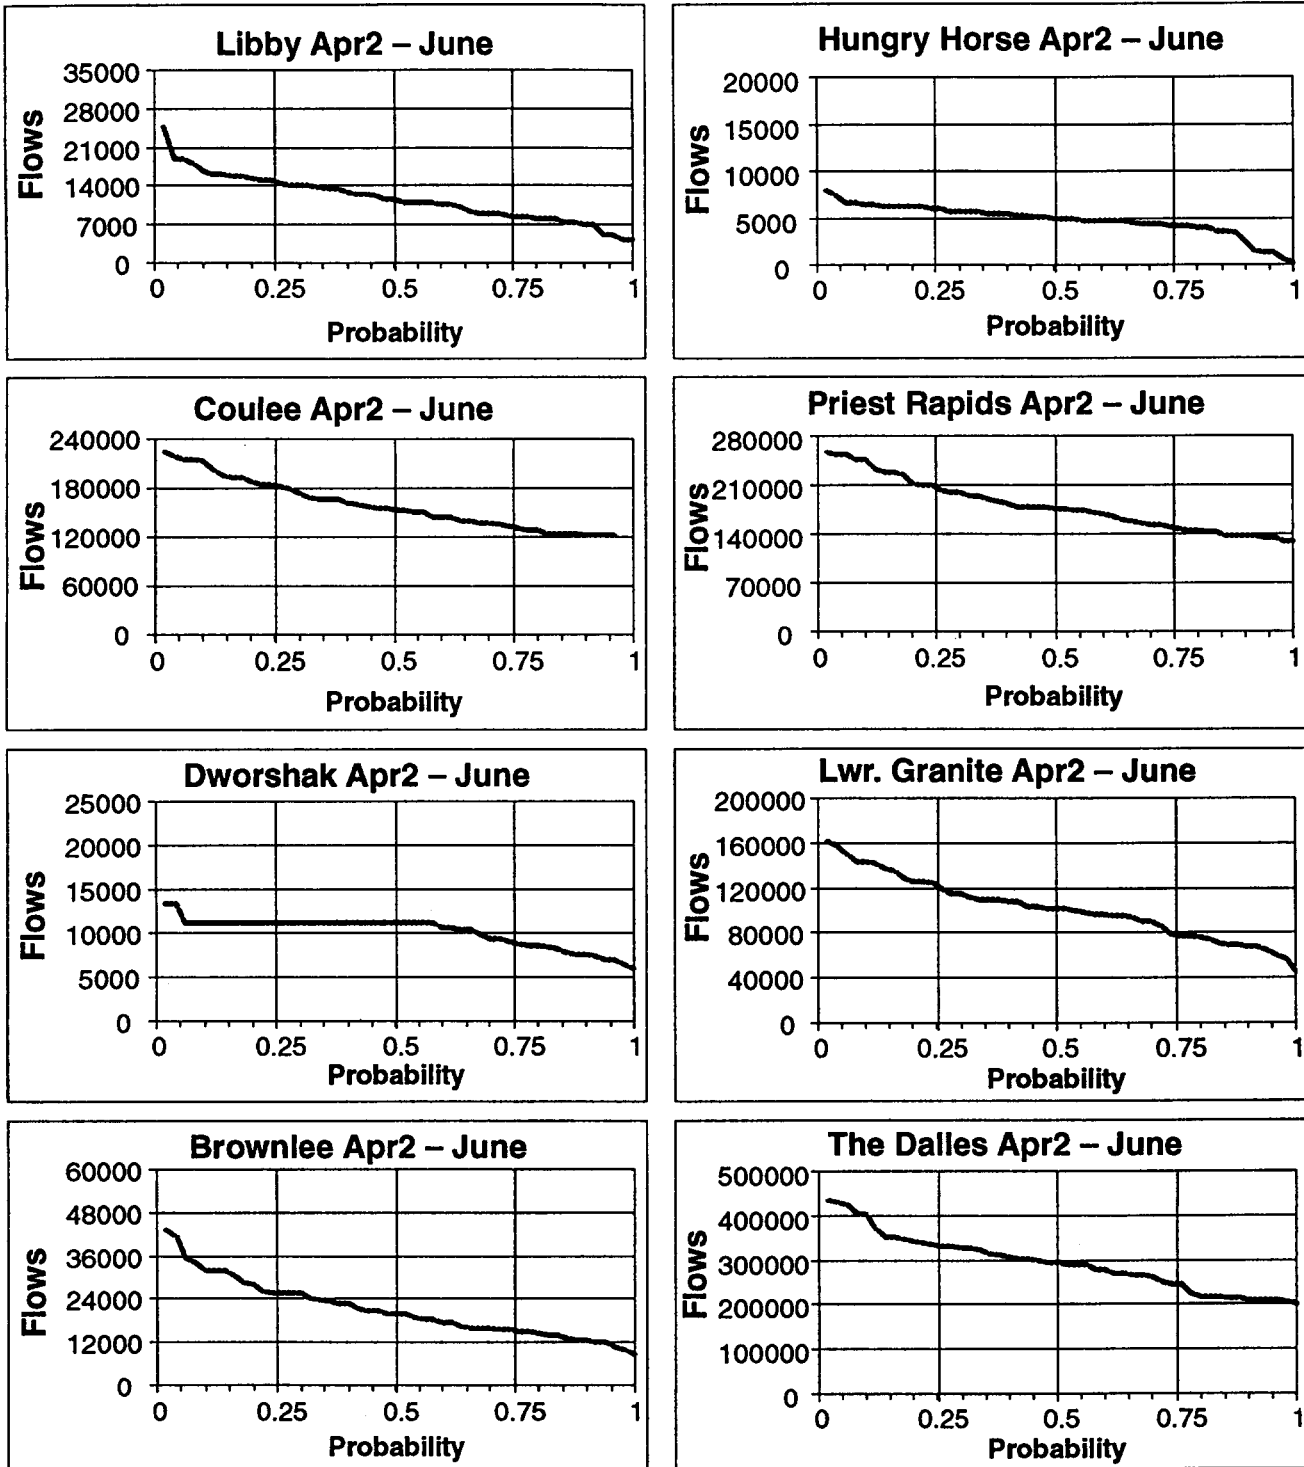 Libby Apr2 – June
35000
28000
21000
14000
7000
0
Flows
0 0.25 0.5 0.75 1
Probability
Hungry Horse Apr2 – June
20000
15000
10000
5000
0
Flows
0 0.25 0.5 0.75 1
Probability
Coulee Apr2 – June
240000
180000
120000
60000
0
Flows
0 0.25 0.5 0.75 1
Probability
Priest Rapids Apr2 – June
280000
210000
140000
70000
0
Flows
0 0.25 0.5 0.75 1
Probability
Dworshak Apr2 – June
25000
20000
15000
10000
5000
0
Flows
0 0.25 0.5 0.75 1
Probability
Lwr. Granite Apr2 – June
200000
160000
120000
80000
40000
0
Flows
0 0.25 0.5 0.75 1
Probability
Brownlee Apr2 – June
60000
48000
36000
24000
12000
0
Flows
0 0.25 0.5 0.75 1
Probability
The Dalles Apr2 – June
500000
400000
300000
200000
100000
0
Flows
0 0.25 0.5 0.75 1
Probability